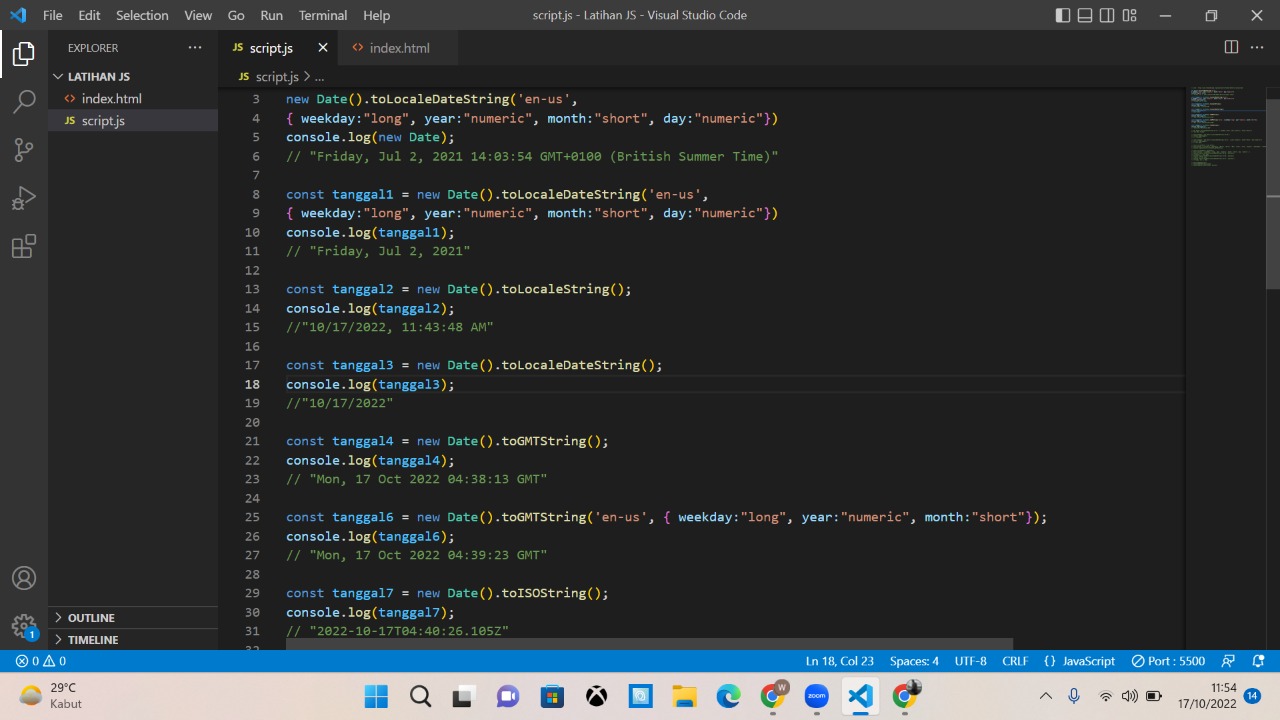 File Edit Selection View Go Run Terminal Help script.js - Latihan JS - Visual Studio Code
EXPLORER
LATIHAN JS
index.html
JS script.js
OUTLINE
TIMELINE
JS script.js index.html
JS script.js > ...
3 new Date().toLocaleDateString('en-us',
4 { weekday:"long", year:"numeric", month:"short", day:"numeric"})
5 console.log(new Date);
6 // "Friday, Jul 2, 2021 14:03:54 GMT+0100 (British Summer Time)"
7
8 const tanggal1 = new Date().toLocaleDateString('en-us',
9 { weekday:"long", year:"numeric", month:"short", day:"numeric"})
10 console.log(tanggal1);
11 // "Friday, Jul 2, 2021"
12
13 const tanggal2 = new Date().toLocaleString();
14 console.log(tanggal2);
15 //"10/17/2022, 11:43:48 AM"
16
17 const tanggal3 = new Date().toLocaleDateString();
18 console.log(tanggal3);
19 //"10/17/2022"
20
21 const tanggal4 = new Date().toGMTString();
22 console.log(tanggal4);
23 // "Mon, 17 Oct 2022 04:38:13 GMT"
24
25 const tanggal6 = new Date().toGMTString('en-us', { weekday:"long", year:"numeric", month:"short"});
26 console.log(tanggal6);
27 // "Mon, 17 Oct 2022 04:39:23 GMT"
28
29 const tanggal7 = new Date().toISOString();
30 console.log(tanggal7);
31 // "2022-10-17T04:40:26.105Z"
1
0 0 Ln 18, Col 23 Spaces: 4 UTF-8 CRLF {} JavaScript Port : 5500
29°C
Kabut
W
zoom
11:54
17/10/2022
14